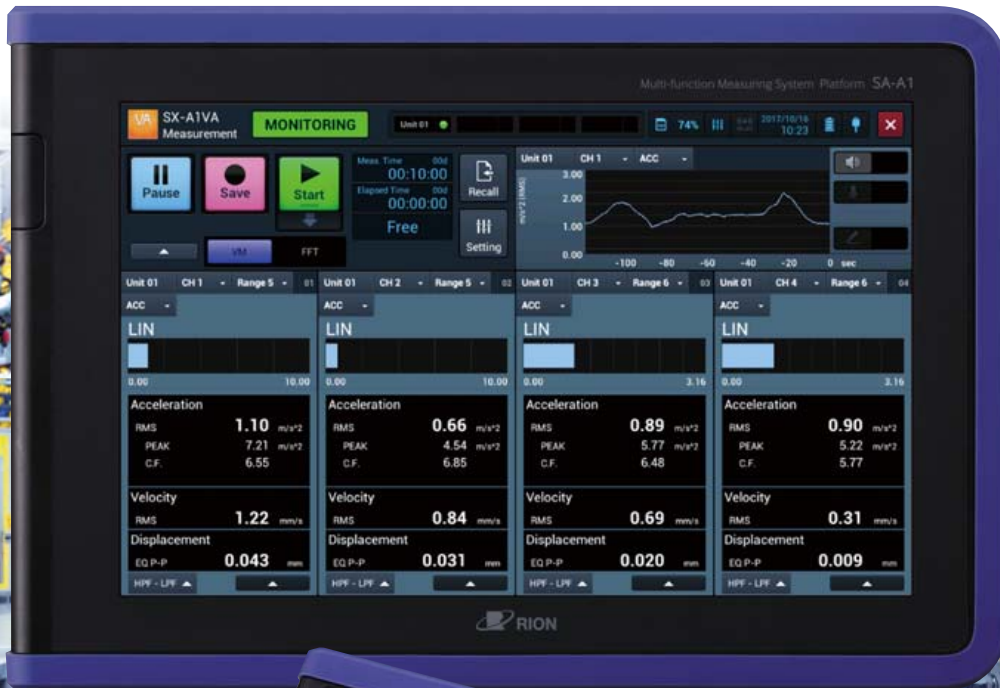 Multi-function Measuring System Platform SA-A1
VA SX-A1VA
Measurement
MONITORING
Unit 01
74%
2017/10/16
10:23
Pause
Save
Start
Meas. Time 00d
00:10:00
Elapsed Time 00d
00:00:00
Free
Recall
Setting
VM
FFT
Unit 01 CH 1 ACC
m/s^2 (RMS)
3.00
2.00
1.00
0.00
-100 -80 -60 -40 -20 0 sec
Unit 01 CH 1 Range 5 01
ACC
LIN
0.00 10.00
Acceleration
RMS 1.10 m/s^2
PEAK 7.21 m/s^2
C.F. 6.55
Velocity
RMS 1.22 mm/s
Displacement
EQ P-P 0.043 mm
HPF - LPF
Unit 01 CH 2 Range 5 02
ACC
LIN
0.00 10.00
Acceleration
RMS 0.66 m/s^2
PEAK 4.54 m/s^2
C.F. 6.85
Velocity
RMS 0.84 mm/s
Displacement
EQ P-P 0.031 mm
HPF - LPF
Unit 01 CH 3 Range 6 03
ACC
LIN
0.00 3.16
Acceleration
RMS 0.89 m/s^2
PEAK 5.77 m/s^2
C.F. 6.48
Velocity
RMS 0.69 mm/s
Displacement
EQ P-P 0.020 mm
HPF - LPF
Unit 01 CH 4 Range 6 04
ACC
LIN
0.00 3.16
Acceleration
RMS 0.90 m/s^2
PEAK 5.22 m/s^2
C.F. 5.77
Velocity
RMS 0.31 mm/s
Displacement
EQ P-P 0.009 mm
HPF - LPF
RION